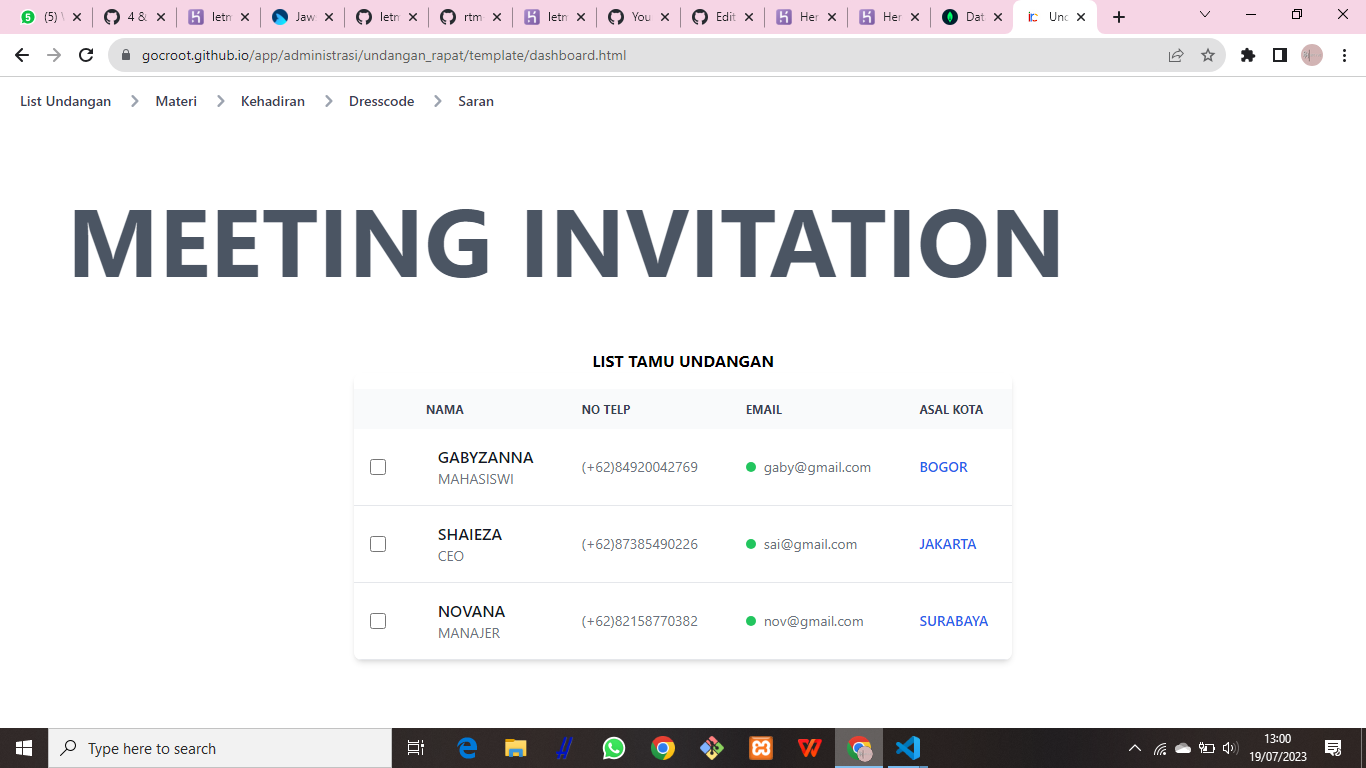 (5) \
4 &
letm
Jaw
letn
rtm
letn
You
Edit
Her
Her
Dat
Und
gocroot.github.io/app/administrasi/undangan_rapat/template/dashboard.html
List Undangan Materi Kehadiran Dresscode Saran
MEETING INVITATION
LIST TAMU UNDANGAN
NAMA NO TELP EMAIL ASAL KOTA
GABYZANNA (+62)84920042769 gaby@gmail.com BOGOR
MAHASISWI
SHAIEZA (+62)87385490226 sai@gmail.com JAKARTA
CEO
NOVANA (+62)82158770382 nov@gmail.com SURABAYA
MANAJER
Type here to search
13:00
19/07/2023